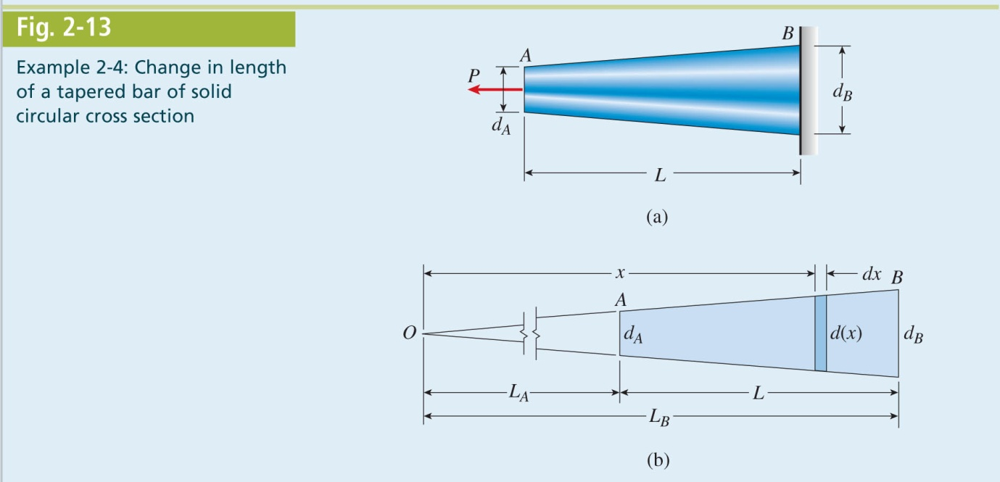 Fig. 2-13
Example 2-4: Change in length
of a tapered bar of solid
circular cross section
B
A
P
d_A
d_B
L
(a)
x
dx B
A
O
d_A
d(x)
d_B
L_A
L
L_B
(b)